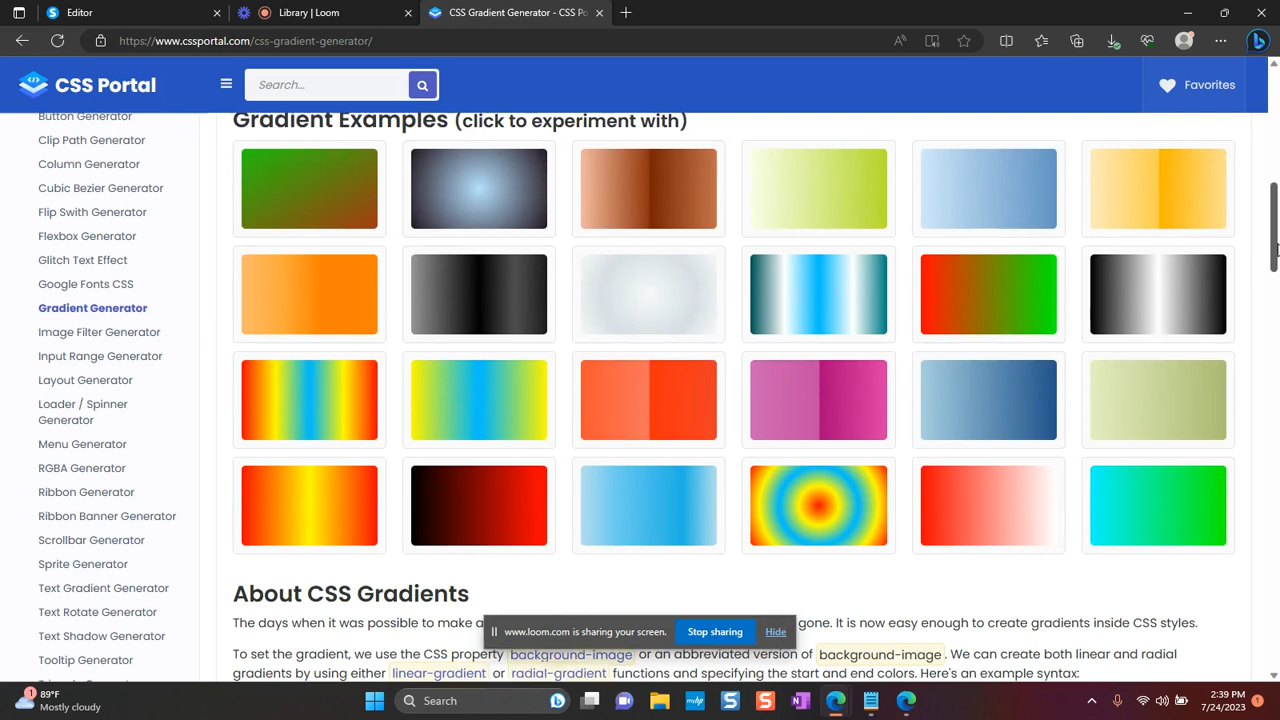 Editor
Library | Loom
CSS Gradient Generator - CSS Po
https://www.cssportal.com/css-gradient-generator/
CSS Portal
Search...
Favorites
Button Generator
Clip Path Generator
Column Generator
Cubic Bezier Generator
Flip Swith Generator
Flexbox Generator
Glitch Text Effect
Google Fonts CSS
Gradient Generator
Image Filter Generator
Input Range Generator
Layout Generator
Loader / Spinner
Generator
Menu Generator
RGBA Generator
Ribbon Generator
Ribbon Banner Generator
Scrollbar Generator
Sprite Generator
Text Gradient Generator
Text Rotate Generator
Text Shadow Generator
Tooltip Generator
Gradient Examples (click to experiment with)
About CSS Gradients
The days when it was possible to make a
gone. It is now easy enough to create gradients inside CSS styles.
To set the gradient, we use the CSS property background-image or an abbreviated version of background-image. We can create both linear and radial
gradients by using either linear-gradient or radial-gradient functions and specifying the start and end colors. Here's an example syntax:
www.loom.com is sharing your screen.
Stop sharing
Hide
1
89°F
Mostly cloudy
Search
2:39 PM
7/24/2023
1